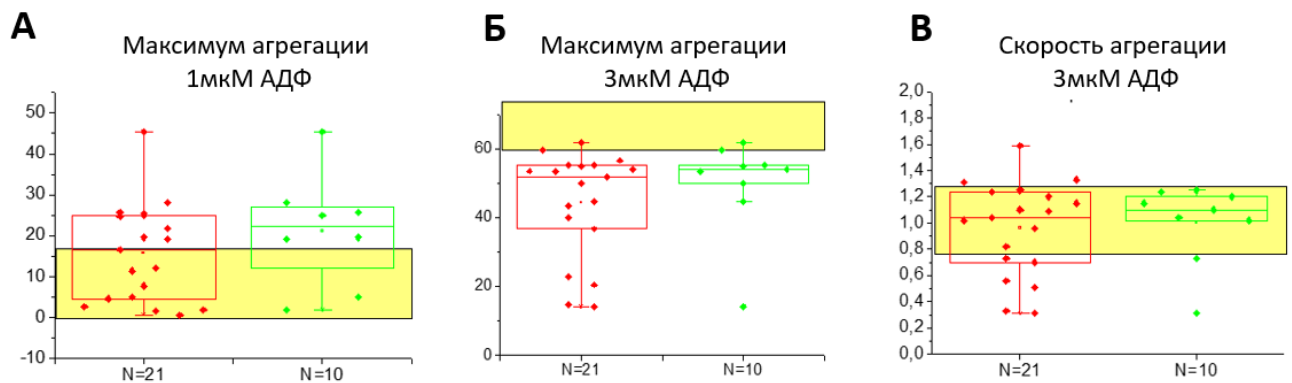 А
Максимум агрегации
1мкМ АДФ
50
40
30
20
10
0
-10
N=21
N=10
Б
Максимум агрегации
3мкМ АДФ
60
40
20
0
N=21
N=10
В
Скорость агрегации
3мкМ АДФ
2,0
1,8
1,6
1,4
1,2
1,0
0,8
0,6
0,4
0,2
0,0
N=21
N=10